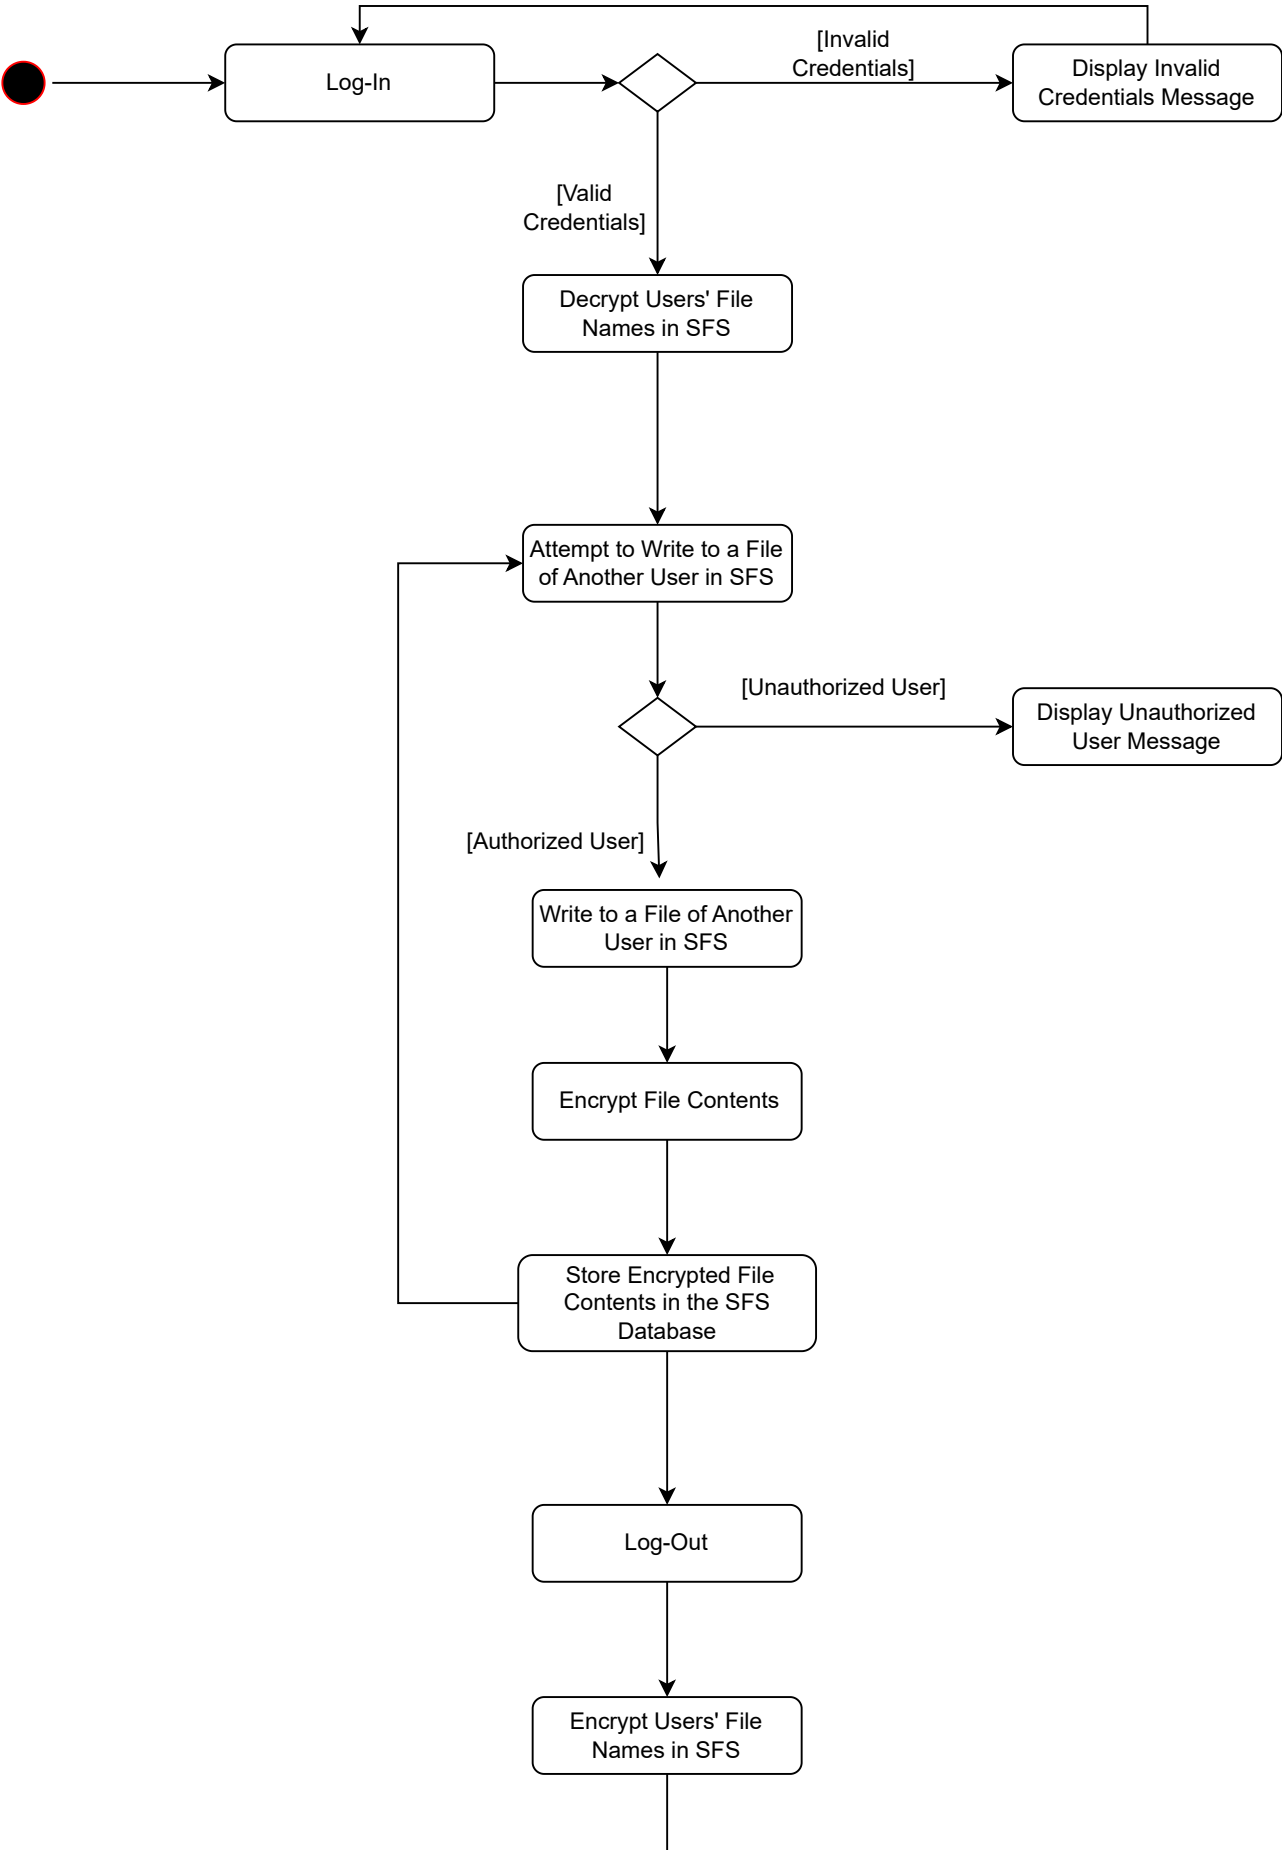 Log-In
[Invalid
Credentials]
Display Invalid
Credentials Message
[Valid
Credentials]
Decrypt Users' File
Names in SFS
Attempt to Write to a File
of Another User in SFS
[Unauthorized User]
Display Unauthorized
User Message
[Authorized User]
Write to a File of Another
User in SFS
Encrypt File Contents
Store Encrypted File
Contents in the SFS
Database
Log-Out
Encrypt Users' File
Names in SFS